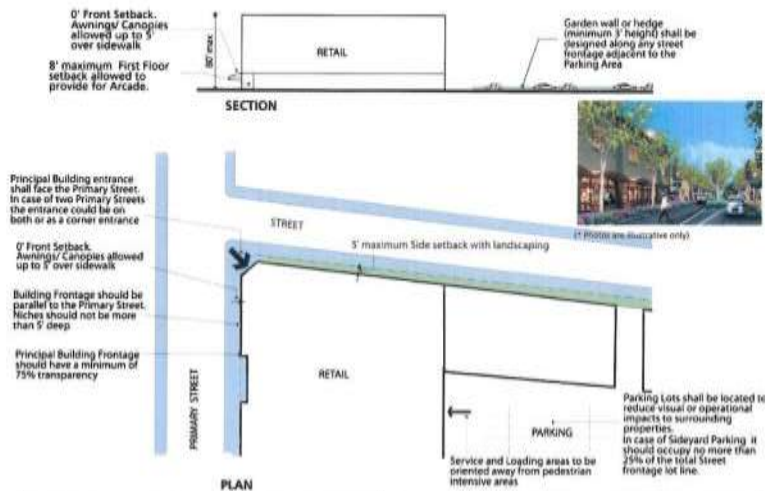 0' Front Setback.
Awnings/ Canopies
allowed up to 5'
over sidewalk
8' maximum First Floor
setback allowed to
provide for Arcade.
80' max
RETAIL
SECTION
Garden wall or hedge
(minimum 3' height) shall be
designed along any street
frontage adjacent to the
Parking Area
(* Photos are illustrative only)
Principal Building entrance
shall face the Primary Street.
In case of two Primary Streets
the entrance could be on
both or as a corner entrance
0' Front Setback.
Awnings/ Canopies allowed
up to 5' over sidewalk
Building Frontage should be
parallel to the Primary Street.
Niches should not be more
than 5' deep
Principal Building Frontage
should have a minimum of
75% transparency
STREET
5' maximum Side setback with landscaping
RETAIL
PRIMARY STREET
PARKING
Service and Loading areas to be
oriented away from pedestrian
intensive areas
Parking Lots shall be located to
reduce visual or operational
impacts to surrounding
properties.
In case of Sideyard Parking it
should occupy no more than
25% of the total Street
frontage lot line.
PLAN